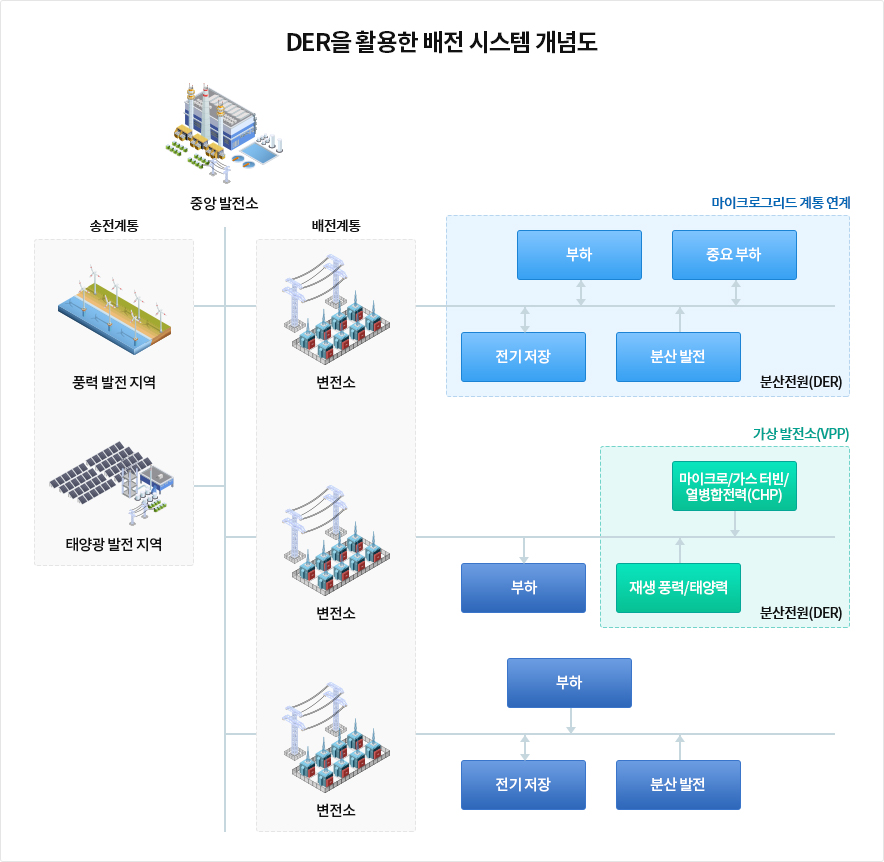 DER을 활용한 배전 시스템 개념도
중앙 발전소
송전계통
풍력 발전 지역
태양광 발전 지역
배전계통
변전소
변전소
변전소
마이크로그리드 계통 연계
부하
중요 부하
전기 저장
분산 발전
분산전원(DER)
가상 발전소(VPP)
마이크로/가스 터빈/
열병합전력(CHP)
부하
재생 풍력/태양력
분산전원(DER)
부하
전기 저장
분산 발전